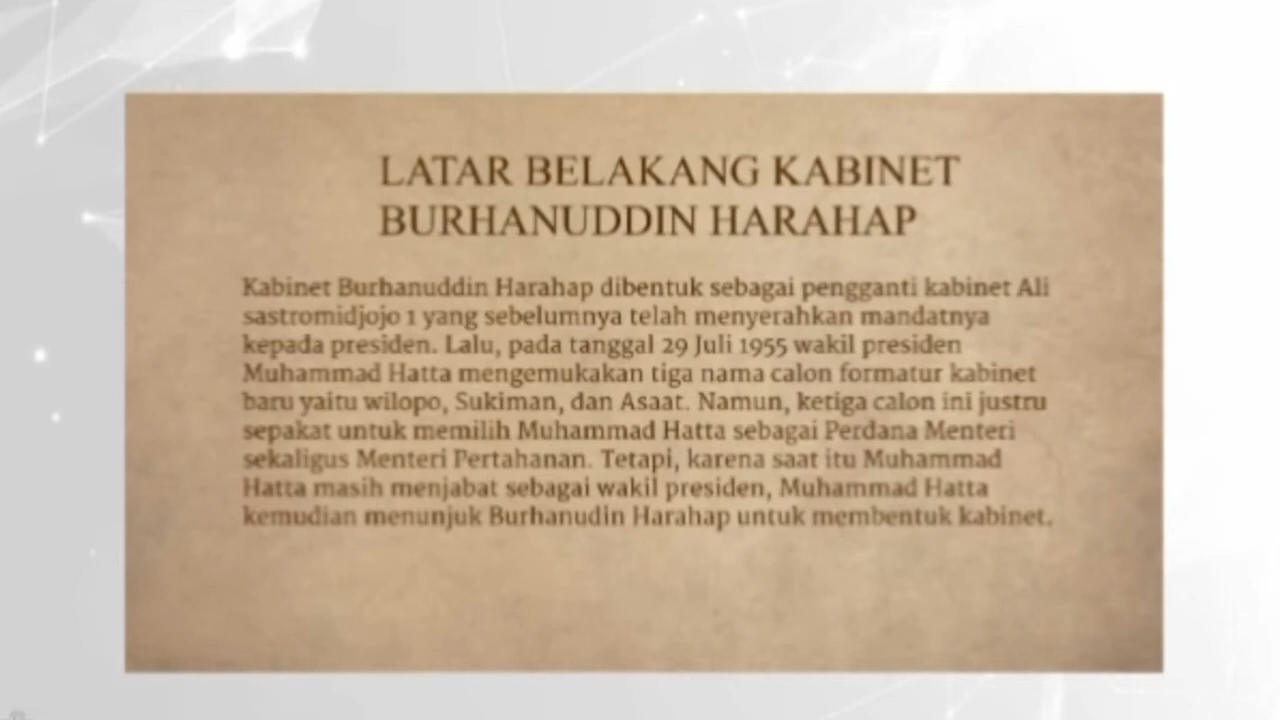 LATAR BELAKANG KABINET
BURHANUDDIN HARAHAP
Kabinet Burhanuddin Harahap dibentuk sebagai pengganti kabinet Ali
sastromidjojo 1 yang sebelumnya telah menyerahkan mandatnya
kepada presiden. Lalu, pada tanggal 29 Juli 1955 wakil presiden
Muhammad Hatta mengemukakan tiga nama calon formatur kabinet
baru yaitu wilopo, Sukiman, dan Asaat. Namun, ketiga calon ini justru
sepakat untuk memilih Muhammad Hatta sebagai Perdana Menteri
sekaligus Menteri Pertahanan. Tetapi, karena saat itu Muhammad
Hatta masih menjabat sebagai wakil presiden, Muhammad Hatta
kemudian menunjuk Burhanudin Harahap untuk membentuk kabinet.